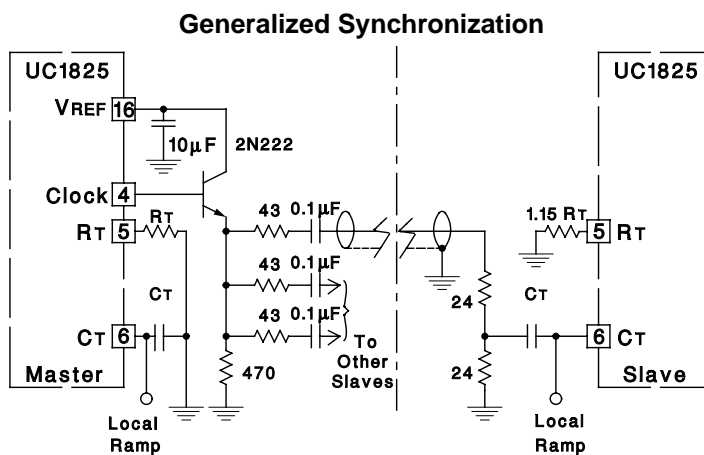 Generalized Synchronization
UC1825
UC1825
VREF
16
10µF
2N222
Clock
4
43
0.1µF
1.15 RT
5
RT
RT
5
RT
43
0.1µF
24
CT
CT
43
0.1µF
CT
6
6
CT
To
Other
Slaves
470
24
Master
Slave
Local
Ramp
Local
Ramp